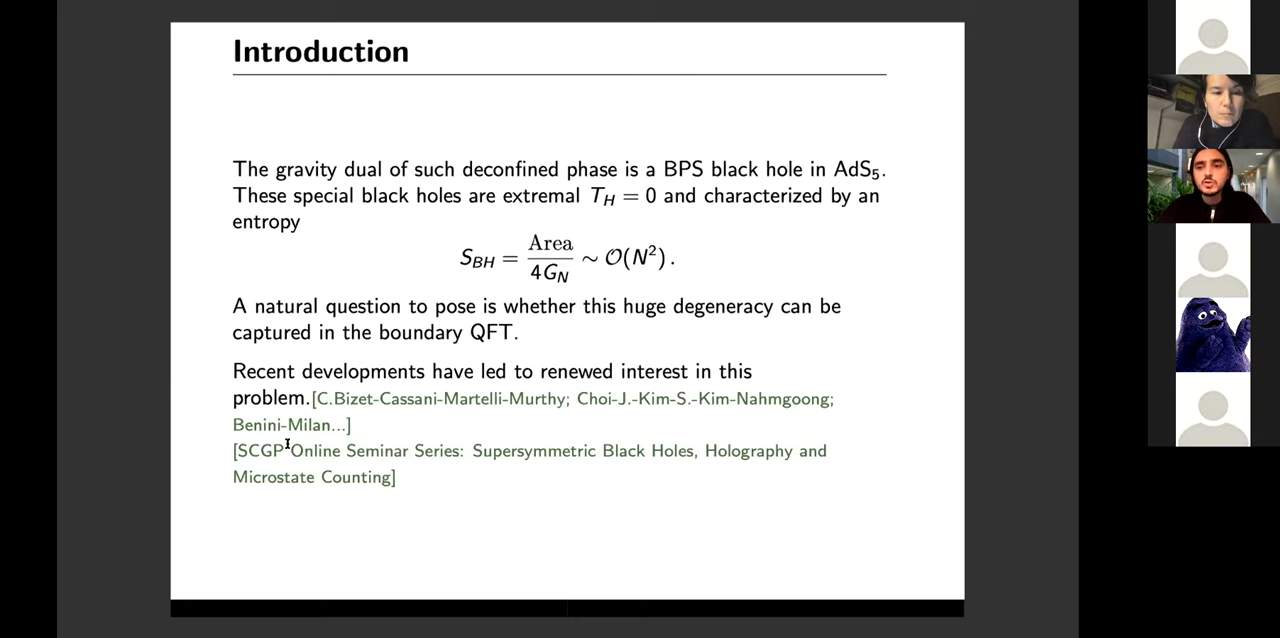 Introduction
The gravity dual of such deconfined phase is a BPS black hole in AdS₅.
These special black holes are extremal T_H = 0 and characterized by an
entropy
S_BH = Area / 4G_N ∼ O(N²).
A natural question to pose is whether this huge degeneracy can be
captured in the boundary QFT.
Recent developments have led to renewed interest in this
problem.[C.Bizet-Cassani-Martelli-Murthy; Choi-J.-Kim-S.-Kim-Nahmgoong;
Benini-Milan...]
[SCGP Online Seminar Series: Supersymmetric Black Holes, Holography and
Microstate Counting]